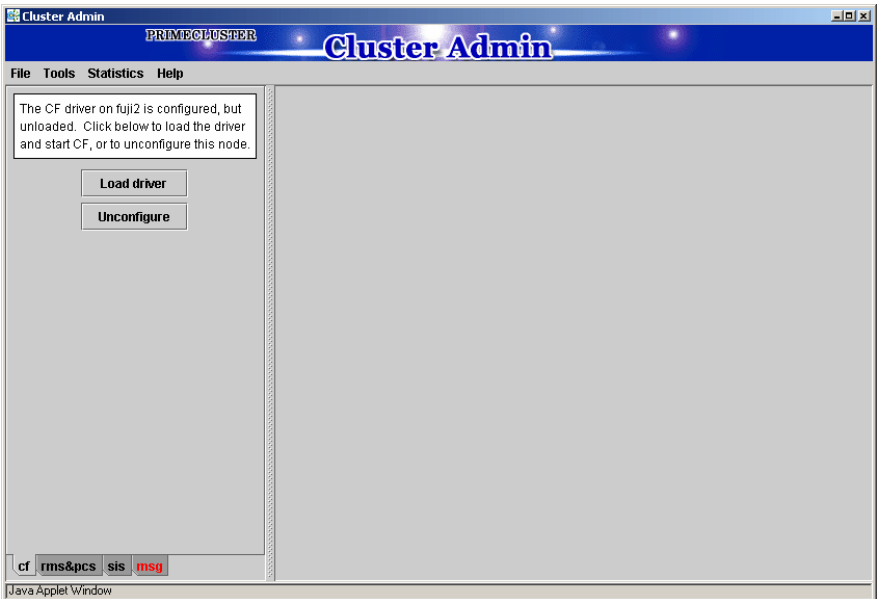 Cluster Admin
PRIMECLUSTER
Cluster Admin
File Tools Statistics Help
The CF driver on fuji2 is configured, but
unloaded. Click below to load the driver
and start CF, or to unconfigure this node.
Load driver
Unconfigure
cf rms&pcs sis msg
Java Applet Window